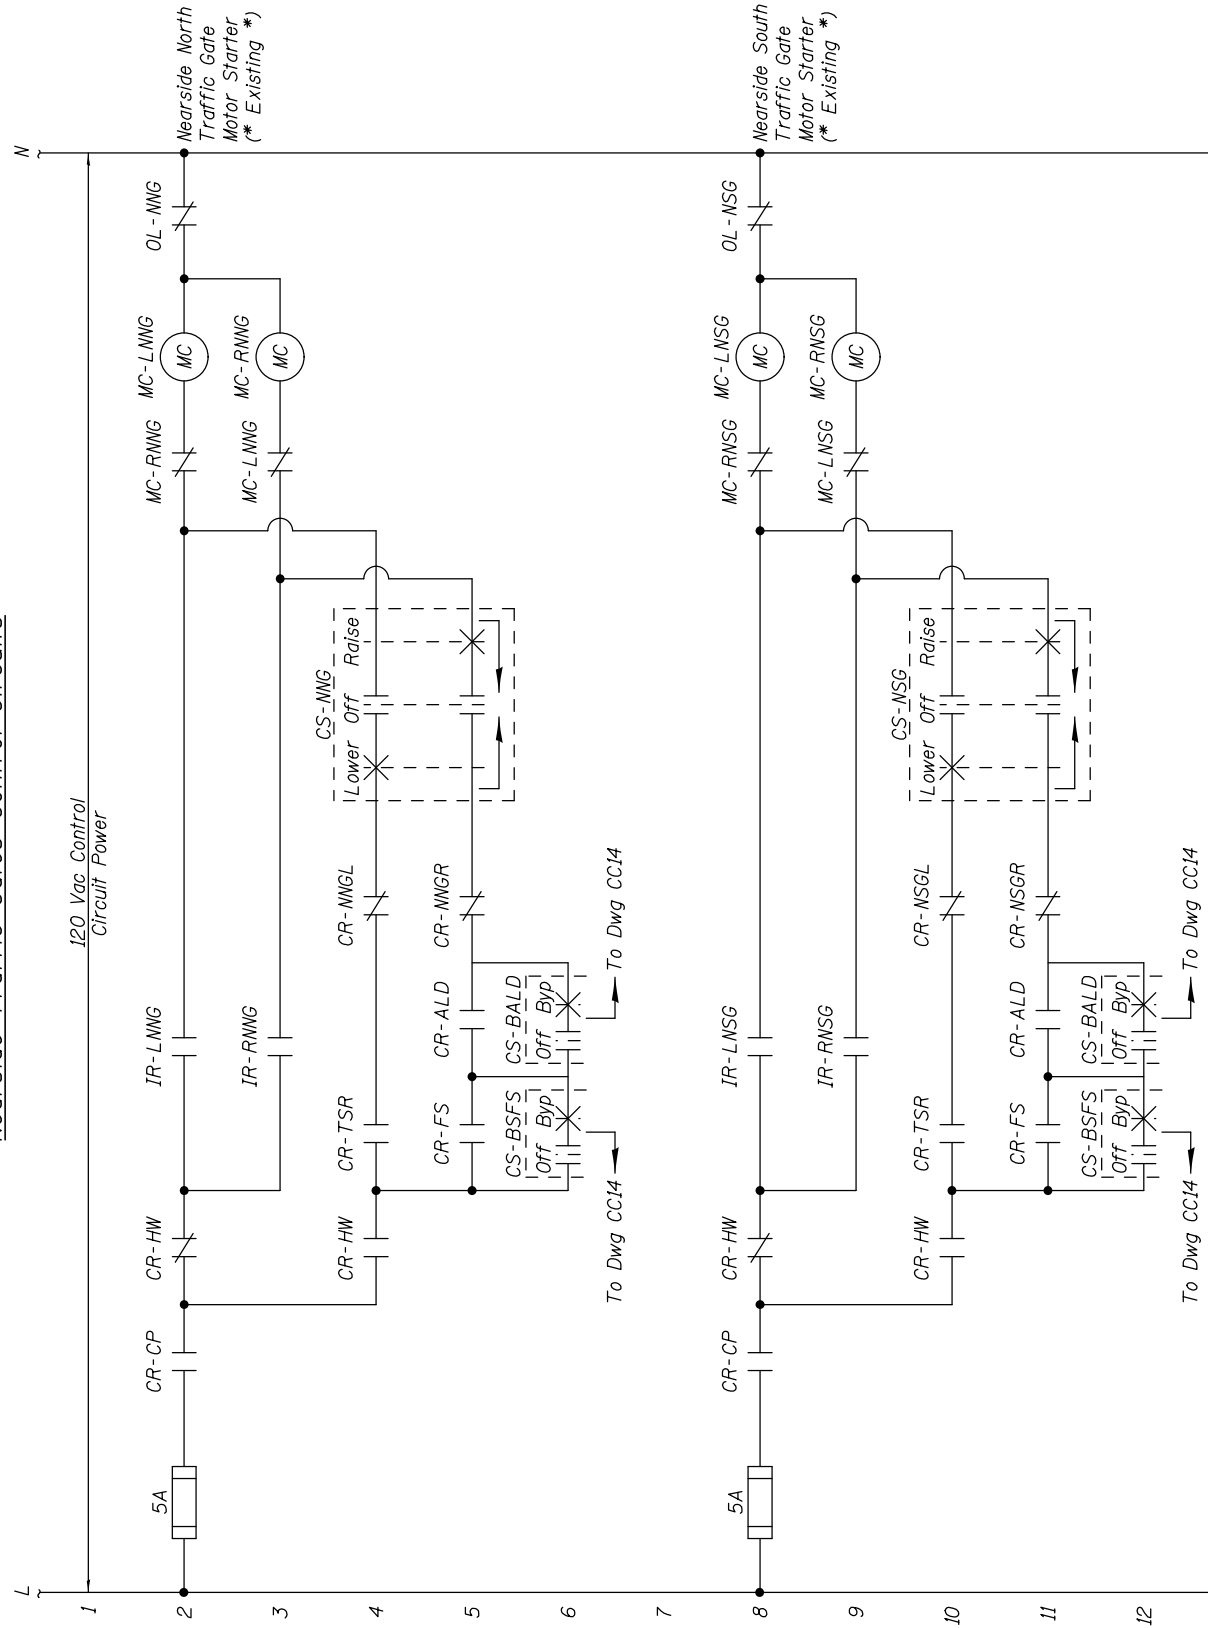 L
N
1
120 Vac Control
Circuit Power
2
5A
CR-CP
CR-HW
IR-LNNG
MC-RNNG
MC-LNNG
MC
OL-NNG
Nearside North
Traffic Gate
Motor Starter
(* Existing *)
3
IR-RNNG
MC-LNNG
MC-RNNG
MC
CS-NNG
Lower Off Raise
4
CR-HW
CR-TSR
CR-NNGL
5
CR-FS
CR-ALD
CR-NNGR
6
CS-BSFS
Off Byp
CS-BALD
Off Byp
To Dwg CC14
To Dwg CC14
7
8
5A
CR-CP
CR-HW
IR-LNSG
MC-RNSG
MC-LNSG
MC
OL-NSG
Nearside South
Traffic Gate
Motor Starter
(* Existing *)
9
IR-RNSG
MC-LNSG
MC-RNSG
MC
CS-NSG
Lower Off Raise
10
CR-HW
CR-TSR
CR-NSGL
11
CR-FS
CR-ALD
CR-NSGR
12
CS-BSFS
Off Byp
CS-BALD
Off Byp
To Dwg CC14
To Dwg CC14